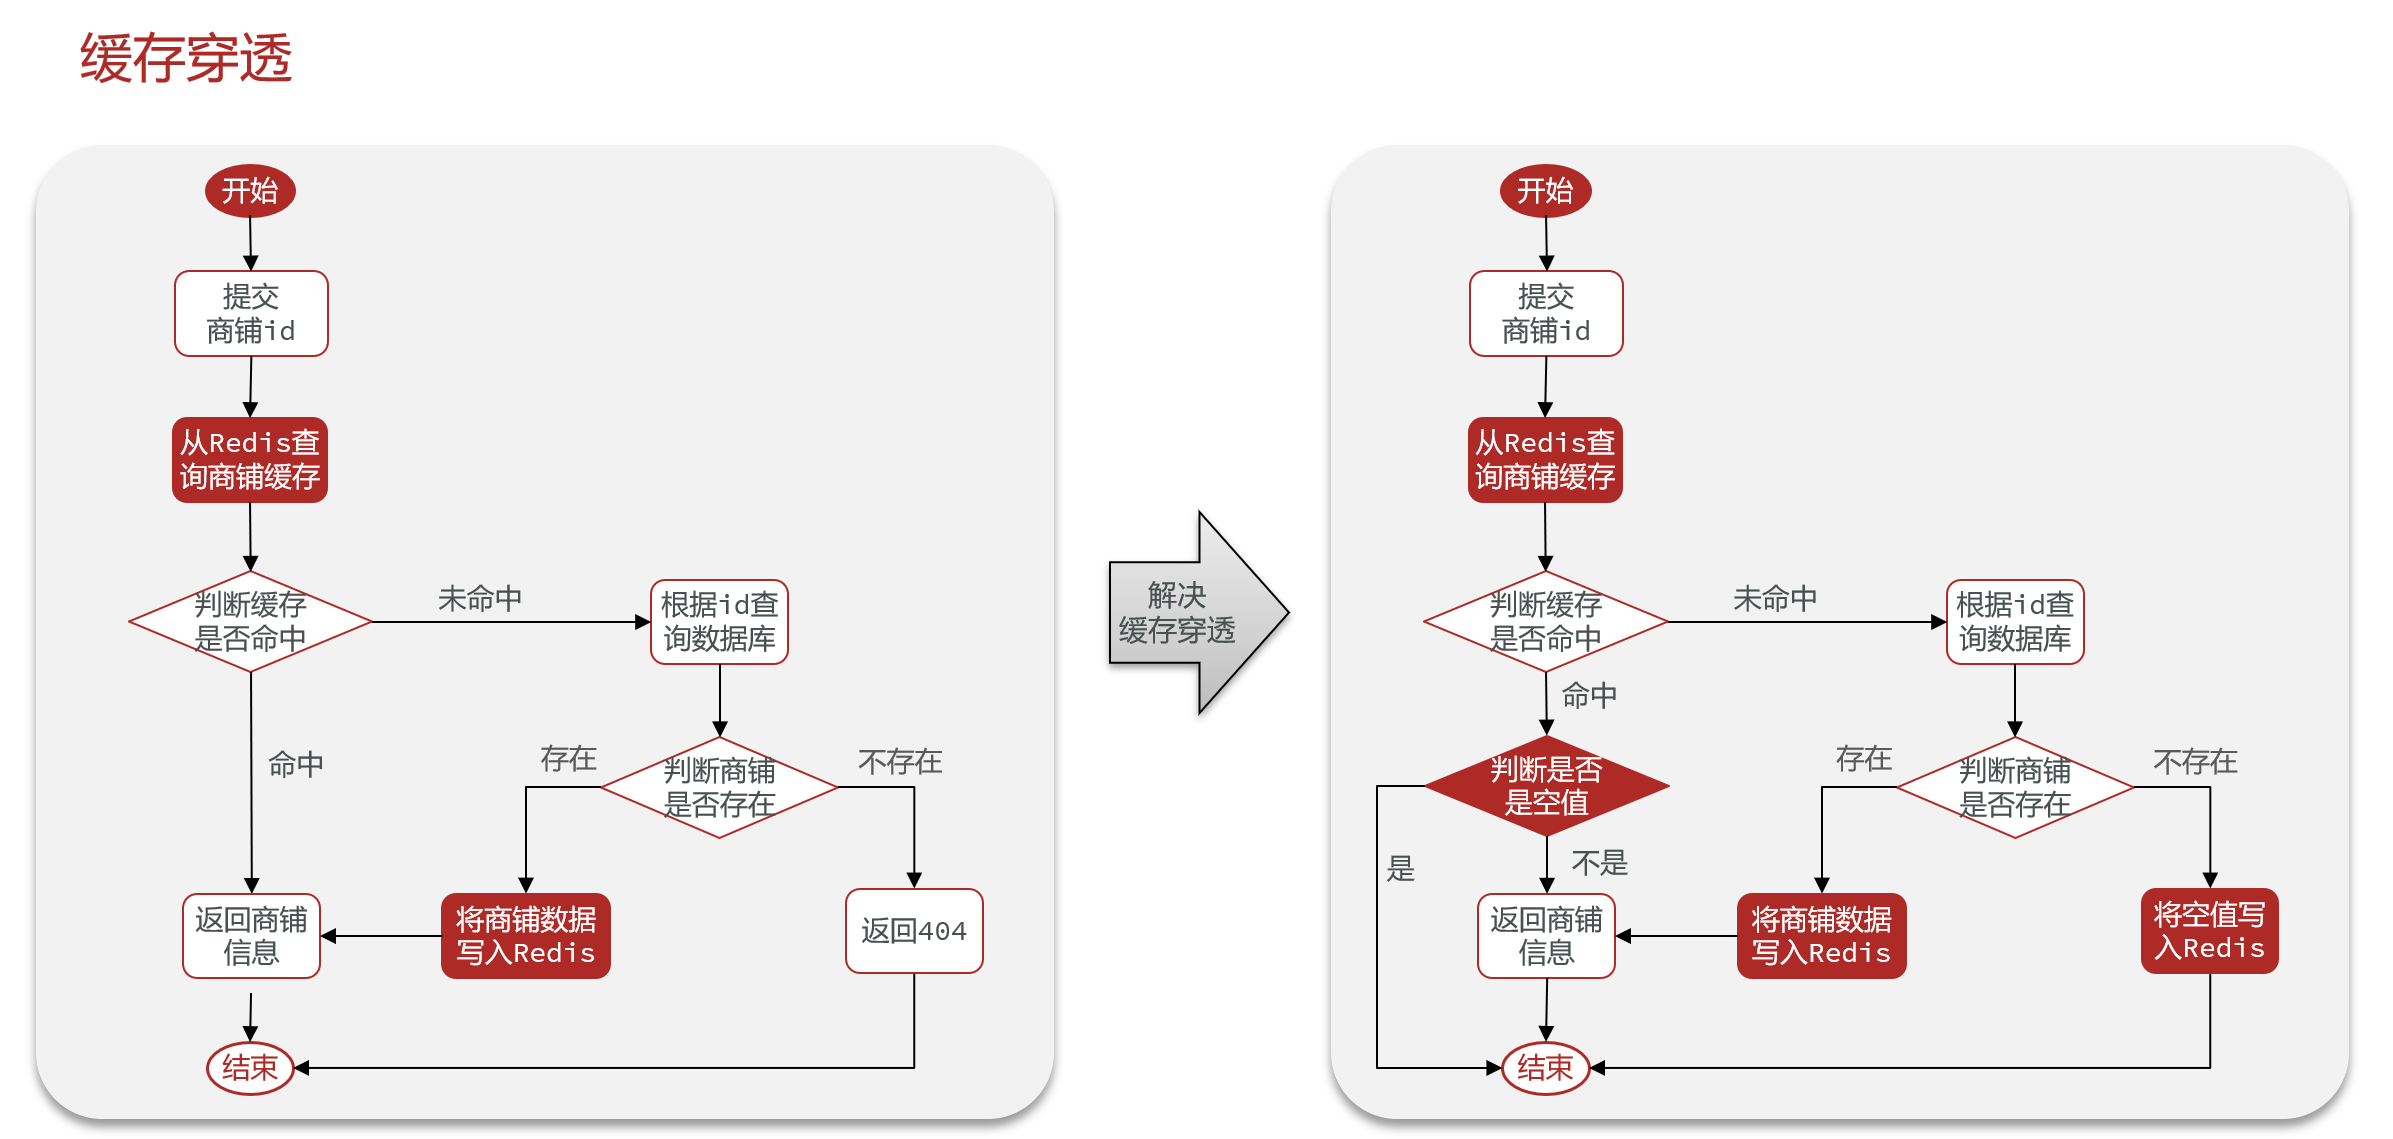 缓存穿透
开始
提交
商铺id
从Redis查
询商铺缓存
判断缓存
是否命中
未命中
根据id查
询数据库
命中
存在
判断商铺
是否存在
不存在
返回商铺
信息
将商铺数据
写入Redis
返回404
结束
解决
缓存穿透
开始
提交
商铺id
从Redis查
询商铺缓存
判断缓存
是否命中
未命中
根据id查
询数据库
命中
判断是否
是空值
存在
判断商铺
是否存在
不存在
是
不是
返回商铺
信息
将商铺数据
写入Redis
将空值写
入Redis
结束